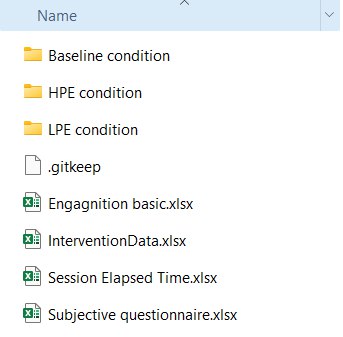 Name
Baseline condition
HPE condition
LPE condition
.gitkeep
Engagnition basic.xlsx
InterventionData.xlsx
Session Elapsed Time.xlsx
Subjective questionnaire.xlsx